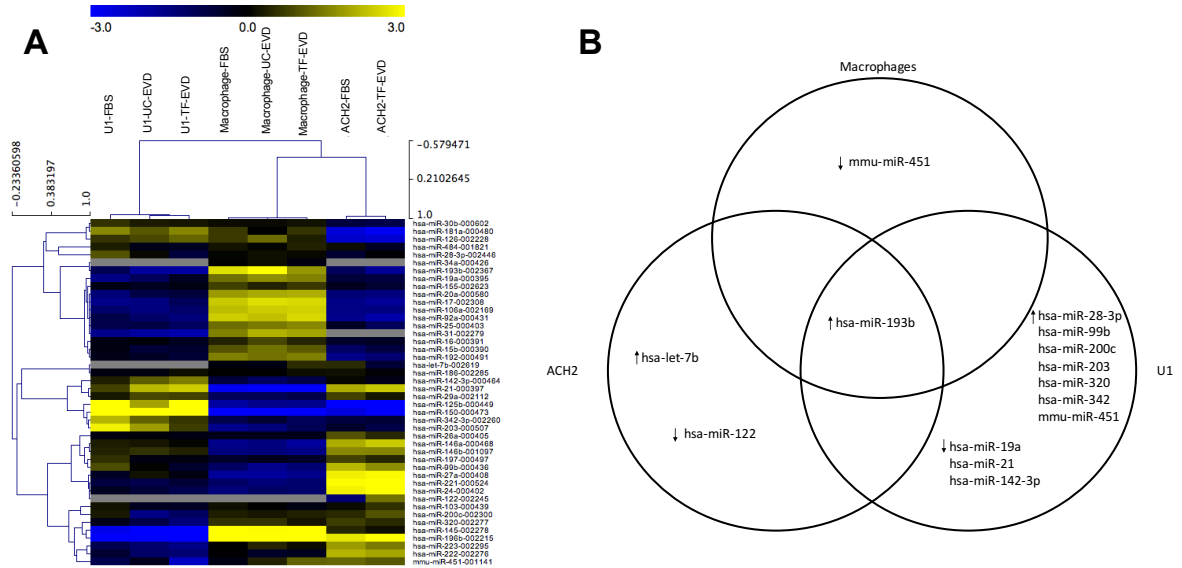 A
-3.0
0.0
3.0
U1-FBS
U1-UC-EVD
U1-TF-EVD
Macrophage-FBS
Macrophage-UC-EVD
Macrophage-TF-EVD
ACH2-FBS
ACH2-TF-EVD
-0.23360598
0.383197
1.0
-0.579471
0.2102645
1.0
hsa-miR-30b-000602
hsa-miR-181a-000480
hsa-miR-126-002228
hsa-miR-484-001821
hsa-miR-28-3p-002446
hsa-miR-34a-000426
hsa-miR-193b-002367
hsa-miR-19a-000395
hsa-miR-155-002623
hsa-miR-20a-000580
hsa-miR-17-002308
hsa-miR-106a-002169
hsa-miR-92a-000431
hsa-miR-25-000403
hsa-miR-31-002279
hsa-miR-16-000391
hsa-miR-15b-000390
hsa-miR-192-000491
hsa-let-7b-002619
hsa-miR-186-002285
hsa-miR-142-3p-000464
hsa-miR-21-000397
hsa-miR-29a-002112
hsa-miR-125b-000449
hsa-miR-150-000473
hsa-miR-342-3p-002260
hsa-miR-203-000507
hsa-miR-26a-000405
hsa-miR-146a-000468
hsa-miR-146b-001097
hsa-miR-197-000497
hsa-miR-99b-000436
hsa-miR-27a-000408
hsa-miR-221-000524
hsa-miR-24-000402
hsa-miR-122-002245
hsa-miR-103-000439
hsa-miR-200c-002300
hsa-miR-320-002277
hsa-miR-145-002278
hsa-miR-196b-002215
hsa-miR-223-002295
hsa-miR-222-002276
mmu-miR-451-001141
B
Macrophages
↓ mmu-miR-451
↑ hsa-miR-193b
↑ hsa-let-7b
ACH2
↓ hsa-miR-122
↑ hsa-miR-28-3p
hsa-miR-99b
hsa-miR-200c
hsa-miR-203
hsa-miR-320
hsa-miR-342
mmu-miR-451
U1
↓ hsa-miR-19a
hsa-miR-21
hsa-miR-142-3p